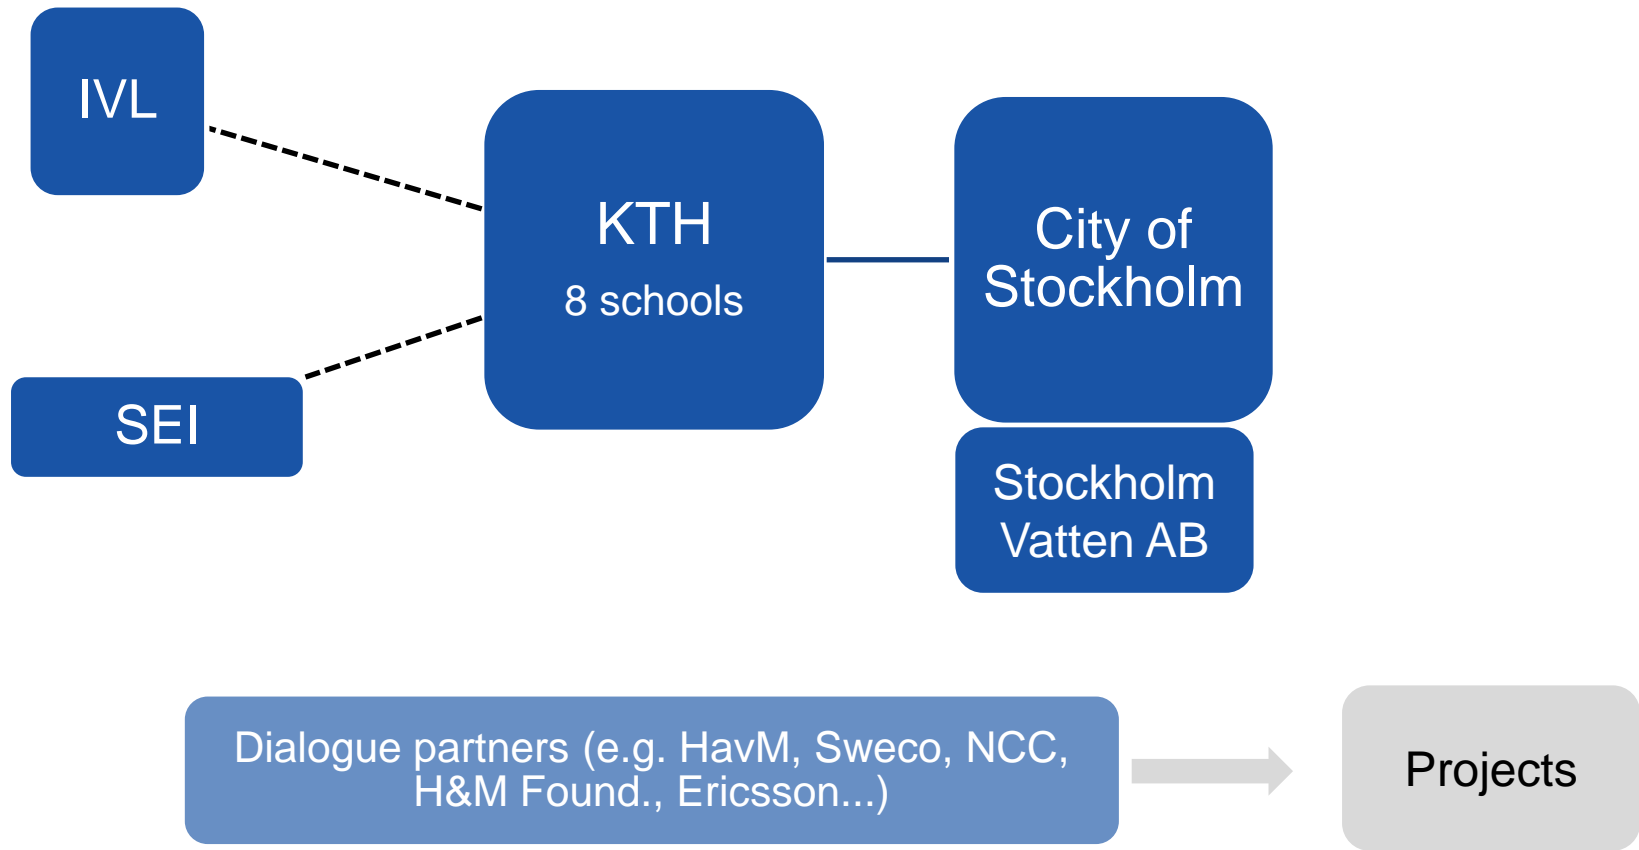 IVL
KTH
8 schools
City of
Stockholm
SEI
Stockholm
Vatten AB
Dialogue partners (e.g. HavM, Sweco, NCC,
H&M Found., Ericsson...)
Projects